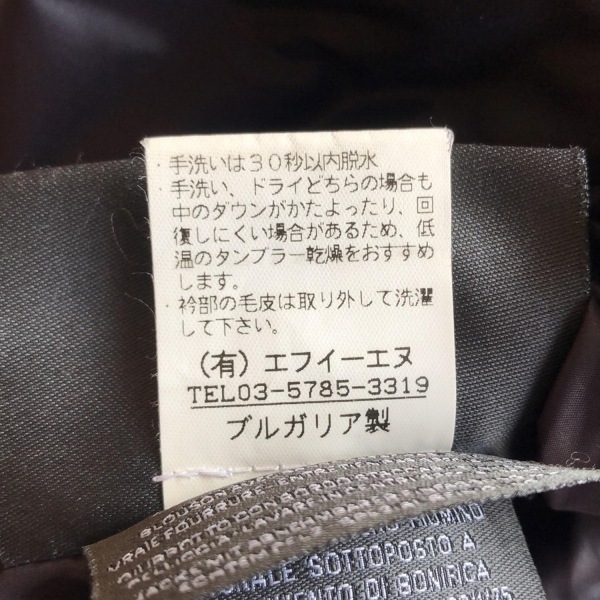 ・手洗いは30秒以内脱水
・手洗い、ドライどちらの場合も
中のダウンがかたよったり、回
復しにくい場合があるため、低
温のタンブラー乾燥をおすすめ
します。
・衿部の毛皮は取り外して洗濯
して下さい。
(有)エフイーエヌ
TEL03-5785-3319
ブルガリア製
BLOUSON
VRAIE FOURRURE
PIUMINO
SOTTOPOSTO A
DI BONIFICA